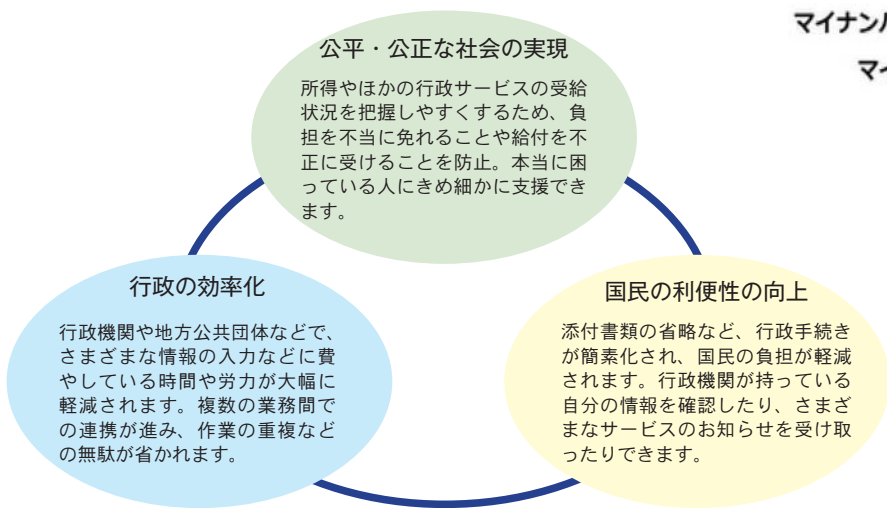 マイナン
マイ
公平・公正な社会の実現
所得やほかの行政サービスの受給
状況を把握しやすくするため、負
担を不当に免れることや給付を不
正に受けることを防止。本当に困
っている人にきめ細かに支援でき
ます。
行政の効率化
行政機関や地方公共団体などで、
さまざまな情報の入力などに費
やしている時間や労力が大幅に
軽減されます。複数の業務間で
の連携が進み、作業の重複など
の無駄が省かれます。
国民の利便性の向上
添付書類の省略など、行政手続き
が簡素化され、国民の負担が軽減
されます。行政機関が持っている
自分の情報を確認したり、さまざ
まなサービスのお知らせを受け取
ったりできます。